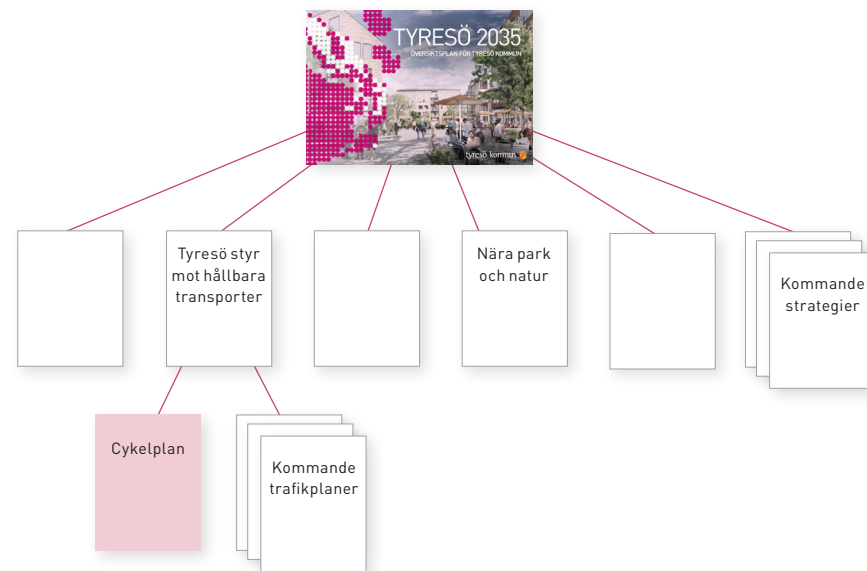 TYRESÖ 2035
ÖVERSIKTSPLAN FÖR TYRESÖ KOMMUN
tyresö kommun
Tyresö styr
mot hållbara
transporter
Nära park
och natur
Kommande
strategier
Cykelplan
Kommande
trafikplaner